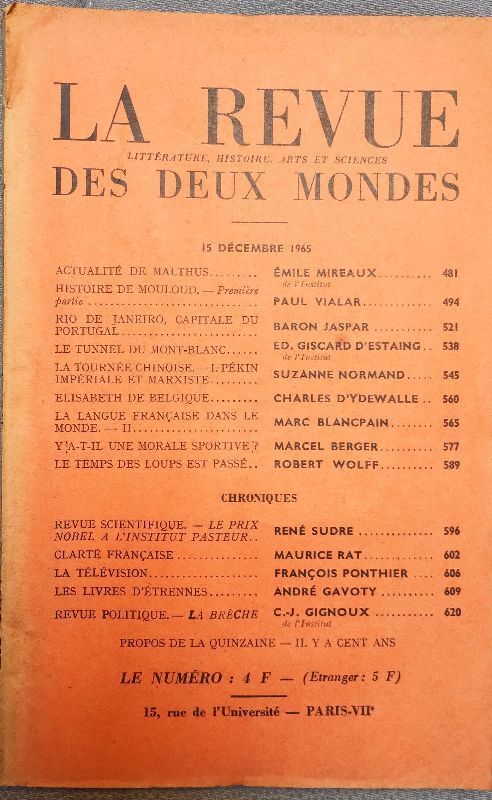 LA REVUE
LITTÉRATURE, HISTOIRE, ARTS ET SCIENCES
DES DEUX MONDES
15 DÉCEMBRE 1965
ACTUALITÉ DE MALTHUS......... ÉMILE MIREAUX.......... 481
de l'Institut
HISTOIRE DE MOULOUD. — Première
partie ............................ PAUL VIALAR............ 494
RIO DE JANEIRO, CAPITALE DU
PORTUGAL...................... BARON JASPAR ........... 521
LE TUNNEL DU MONT-BLANC...... ED. GISCARD D'ESTAING.. 538
de l'Institut
LA TOURNÉE CHINOISE. — I. PÉKIN
IMPÉRIALE ET MARXISTE......... SUZANNE NORMAND..... 545
ELISABETH DE BELGIQUE......... CHARLES D'YDEWALLE.. 560
LA LANGUE FRANÇAISE DANS LE
MONDE. — II.................... MARC BLANCPAIN........ 565
Y A-T-IL UNE MORALE SPORTIVE ? MARCEL BERGER.......... 577
LE TEMPS DES LOUPS EST PASSÉ.. ROBERT WOLFF.......... 589
CHRONIQUES
REVUE SCIENTIFIQUE. — LE PRIX
NOBEL A L'INSTITUT PASTEUR.. RENÉ SUDRE .............. 596
CLARTÉ FRANÇAISE ............... MAURICE RAT............. 602
LA TÉLÉVISION.................... FRANÇOIS PONTHIER .... 606
LES LIVRES D'ÉTRENNES.......... ANDRÉ GAVOTY .......... 609
REVUE POLITIQUE. — LA BRÈCHE C.-J. GIGNOUX ........... 620
de l'Institut
PROPOS DE LA QUINZAINE — IL Y A CENT ANS
LE NUMÉRO : 4 F — (Etranger : 5 F)
15, rue de l'Université — PARIS-VIIe